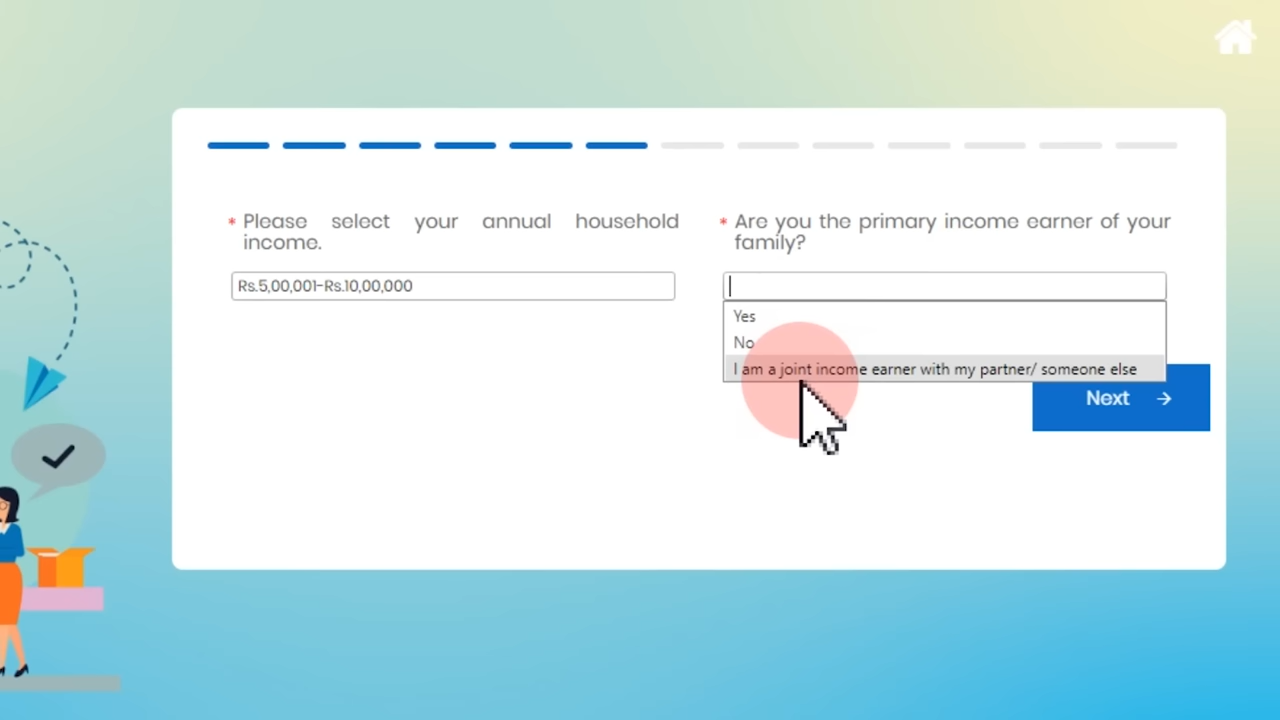 * Please select your annual household
income.
Rs.5,00,001-Rs.10,00,000
* Are you the primary income earner of your
family?
Yes
No
I am a joint income earner with my partner/ someone else
Next